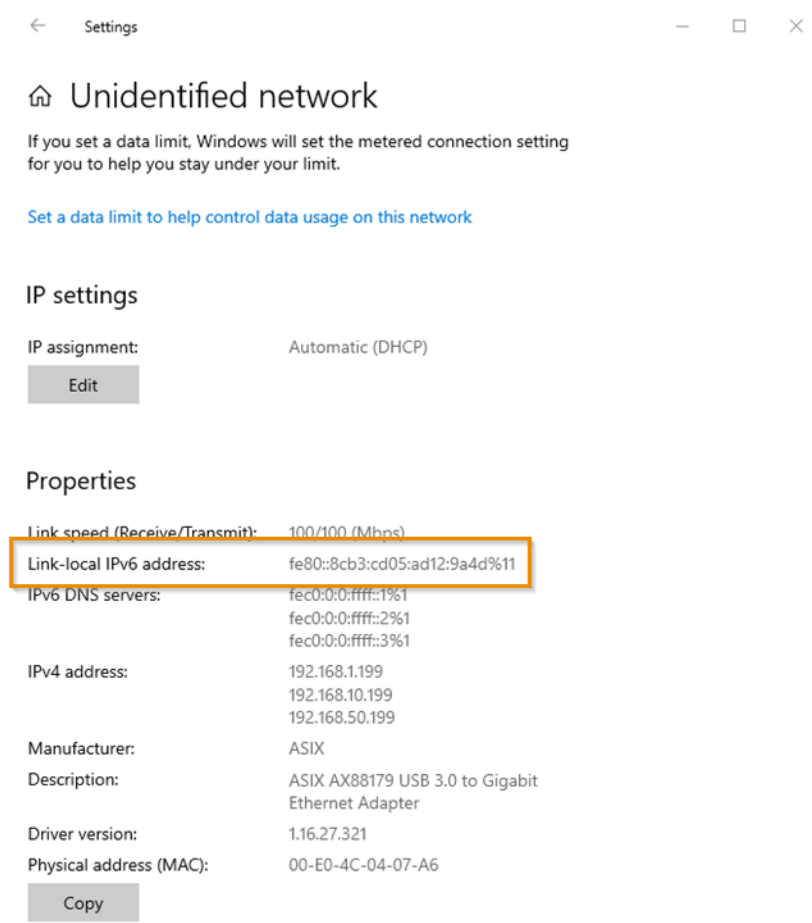 Settings
Unidentified network
If you set a data limit, Windows will set the metered connection setting
for you to help you stay under your limit.
Set a data limit to help control data usage on this network
IP settings
IP assignment: Automatic (DHCP)
Edit
Properties
Link speed (Receive/Transmit): 100/100 (Mbps)
Link-local IPv6 address: fe80::8cb3:cd05:ad12:9a4d%11
IPv6 DNS servers: fec0:0:0:ffff::1%1
fec0:0:0:ffff::2%1
fec0:0:0:ffff::3%1
IPv4 address: 192.168.1.199
192.168.10.199
192.168.50.199
Manufacturer: ASIX
Description: ASIX AX88179 USB 3.0 to Gigabit
Ethernet Adapter
Driver version: 1.16.27.321
Physical address (MAC): 00-E0-4C-04-07-A6
Copy